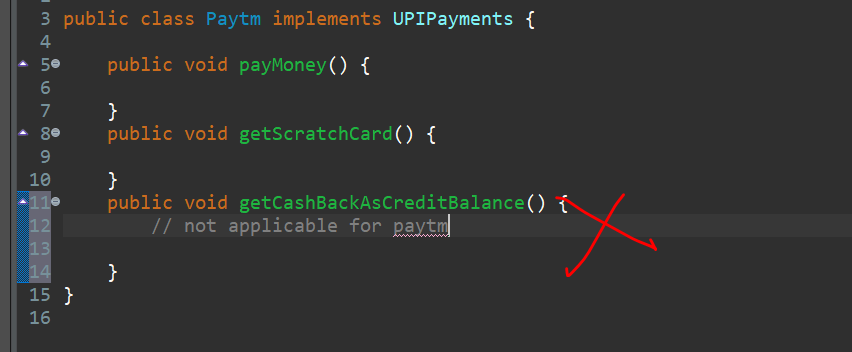 3 public class Paytm implements UPIPayments {
4
5 public void payMoney() {
6
7 }
8 public void getScratchCard() {
9
10 }
11 public void getCashBackAsCreditBalance() {
12 // not applicable for paytm
13
14 }
15 }
16